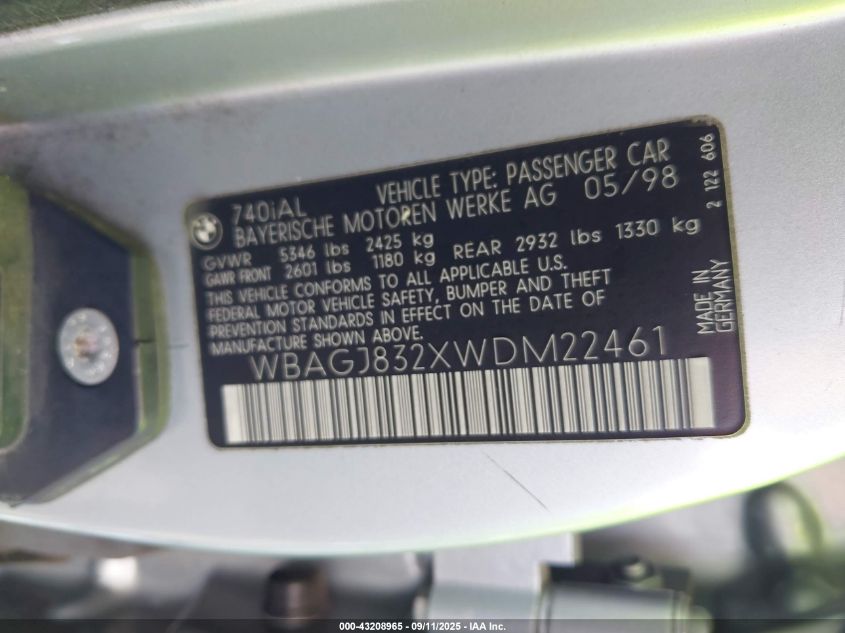 740iAL VEHICLE TYPE: PASSENGER CAR
BAYERISCHE MOTOREN WERKE AG 05/98
GVWR 5346 lbs 2425 kg
GAWR FRONT 2601 lbs 1180 kg REAR 2932 lbs 1330 kg
THIS VEHICLE CONFORMS TO ALL APPLICABLE U.S.
FEDERAL MOTOR VEHICLE SAFETY, BUMPER AND THEFT
PREVENTION STANDARDS IN EFFECT ON THE DATE OF
MANUFACTURE SHOWN ABOVE.
WBAGJ832XWDM22461
2 122 606
MADE IN
GERMANY
000-43208965 - 09/11/2025 - IAA Inc.